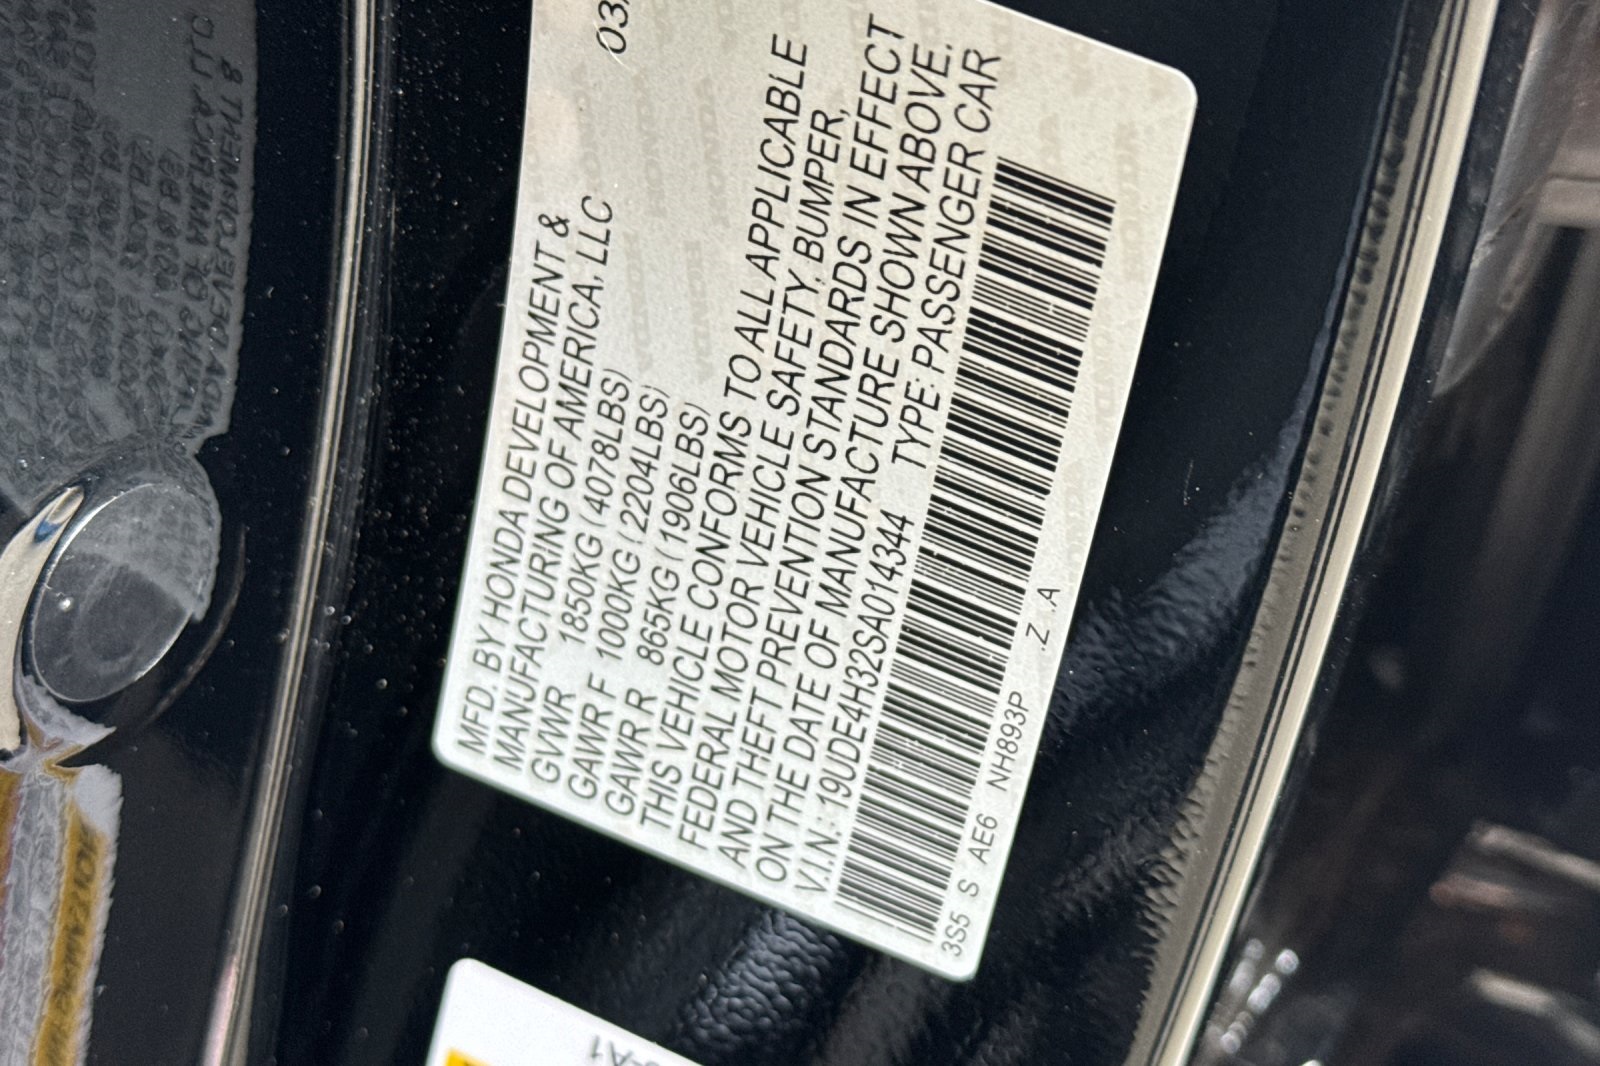 03/
MFD. BY HONDA DEVELOPMENT &
MANUFACTURING OF AMERICA, LLC
GVWR 1850KG (4078LBS)
GAWR F 1000KG (2204LBS)
GAWR R 865KG (1906LBS)
THIS VEHICLE CONFORMS TO ALL APPLICABLE
FEDERAL MOTOR VEHICLE SAFETY, BUMPER,
AND THEFT PREVENTION STANDARDS IN EFFECT
ON THE DATE OF MANUFACTURE SHOWN ABOVE.
V.I.N.: 19UDE4H32SA014344 TYPE: PASSENGER CAR
3S5 S AE6 NH893P .Z .A
-A1